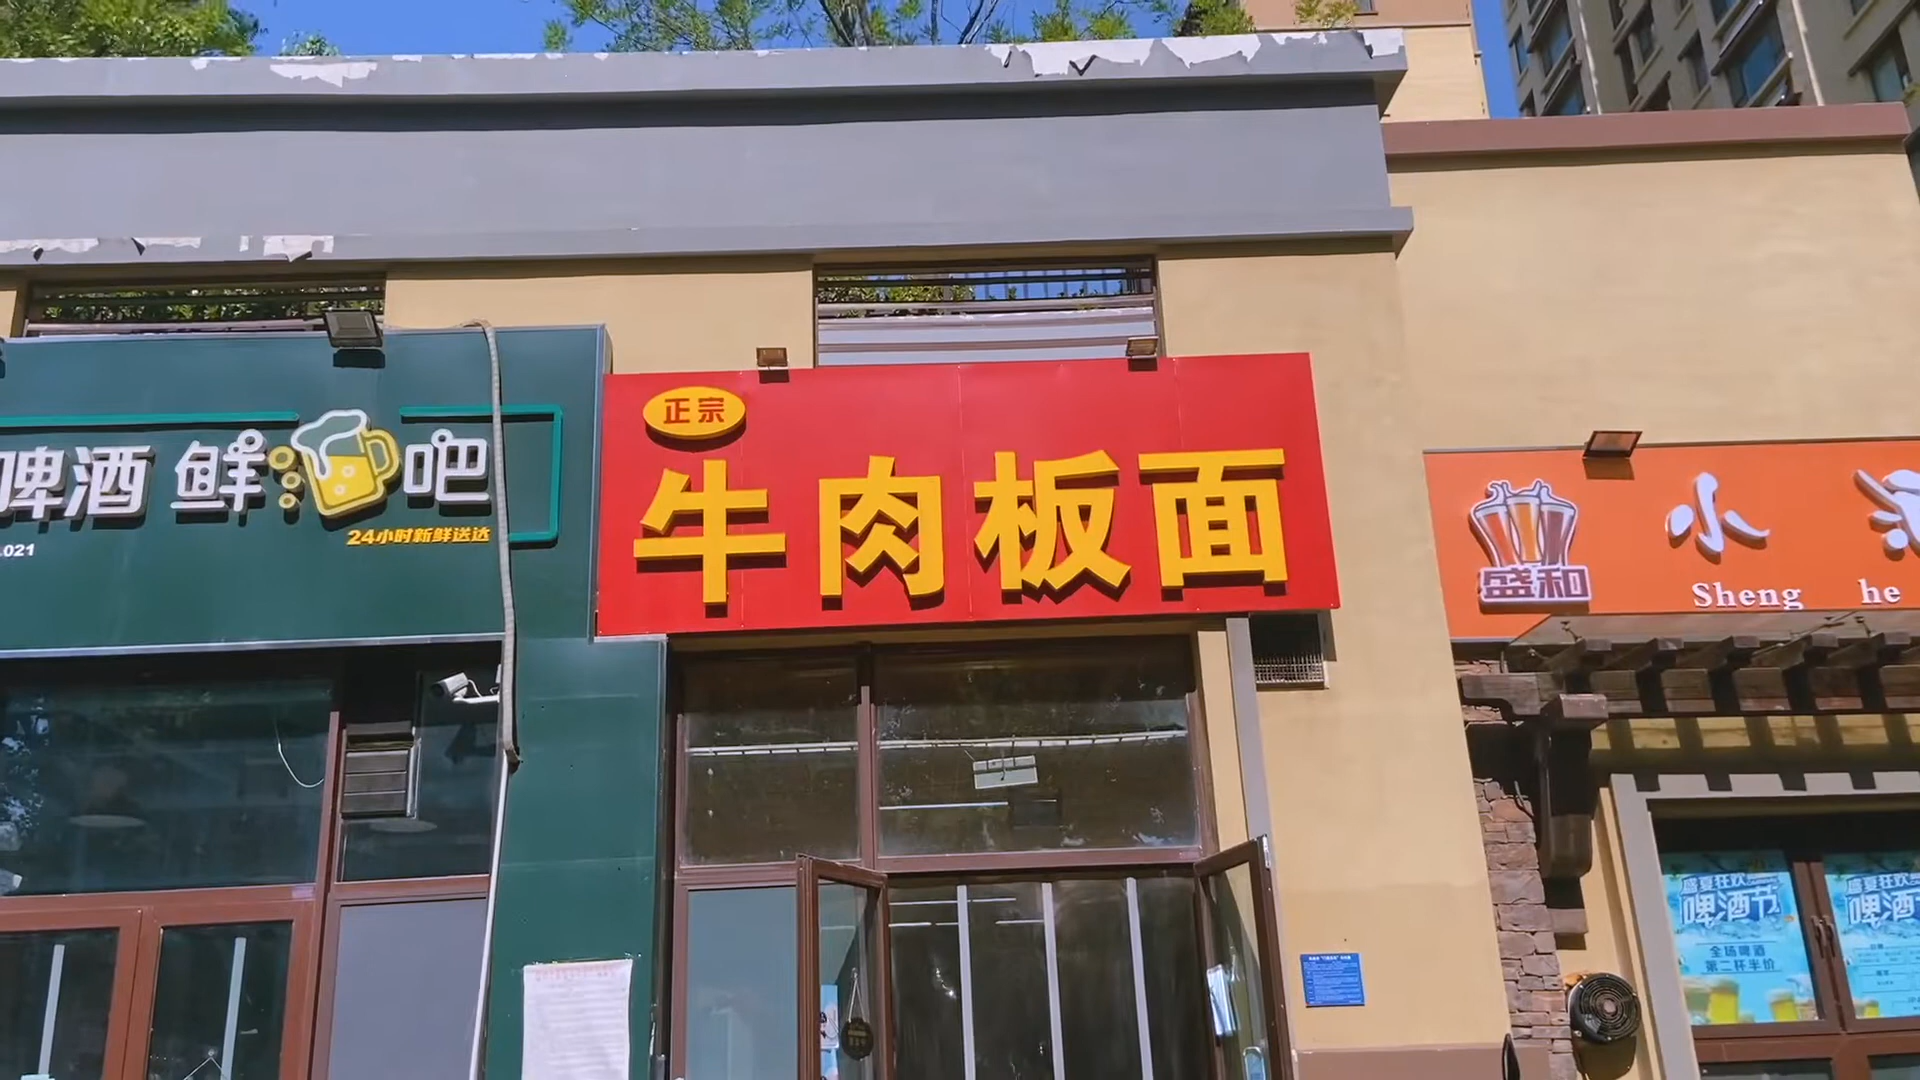 啤酒 鲜 吧
24小时新鲜送达
021
正宗
牛肉板面
盛和
小
Sheng he
盛夏狂欢
啤酒节
全场啤酒
第二杯半价
盛夏狂欢
啤酒